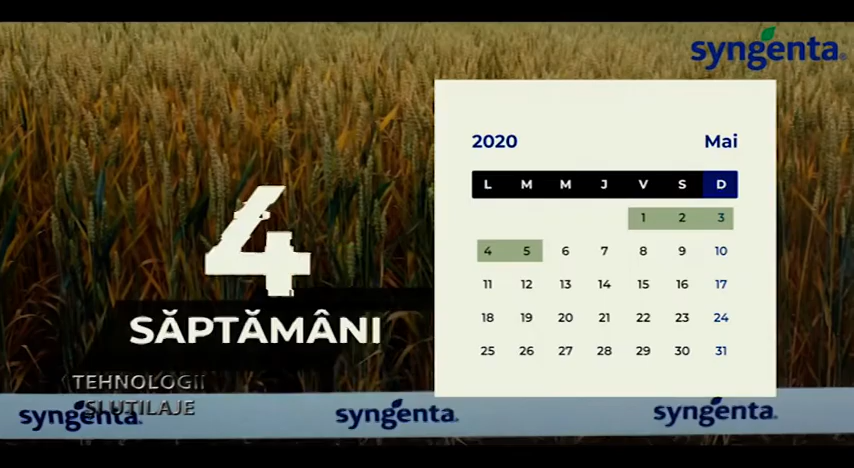 syngenta
2020 Mai
L M M J V S D
1 2 3
4 5 6 7 8 9 10
11 12 13 14 15 16 17
18 19 20 21 22 23 24
25 26 27 28 29 30 31
4
SĂPTĂMÂNI
TEHNOLOGII
ȘI UTILAJE
syngenta syngenta syngenta